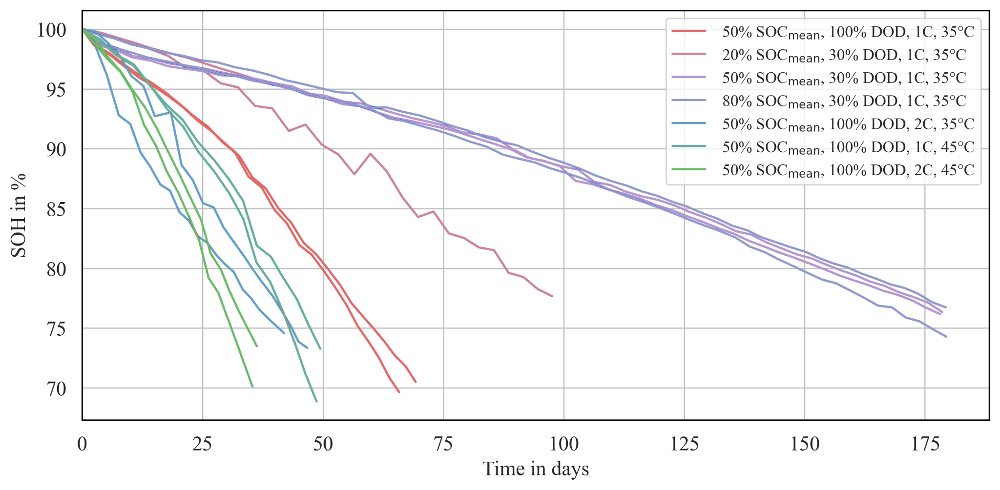 100
95
90
85
80
75
70
SOH in %
50% SOCmean, 100% DOD, 1C, 35°C
20% SOCmean, 30% DOD, 1C, 35°C
50% SOCmean, 30% DOD, 1C, 35°C
80% SOCmean, 30% DOD, 1C, 35°C
50% SOCmean, 100% DOD, 2C, 35°C
50% SOCmean, 100% DOD, 1C, 45°C
50% SOCmean, 100% DOD, 2C, 45°C
0 25 50 75 100 125 150 175
Time in days